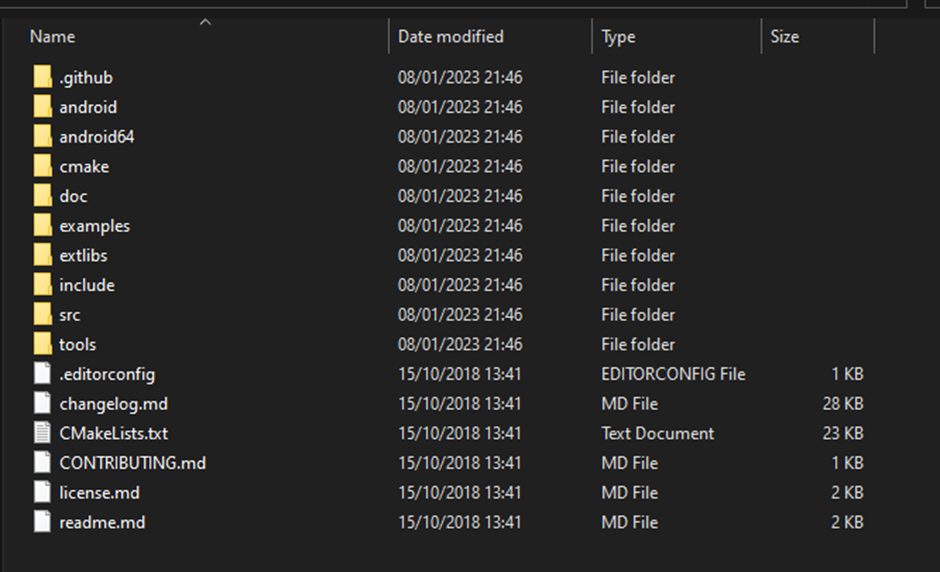 Name Date modified Type Size
.github 08/01/2023 21:46 File folder
android 08/01/2023 21:46 File folder
android64 08/01/2023 21:46 File folder
cmake 08/01/2023 21:46 File folder
doc 08/01/2023 21:46 File folder
examples 08/01/2023 21:46 File folder
extlibs 08/01/2023 21:46 File folder
include 08/01/2023 21:46 File folder
src 08/01/2023 21:46 File folder
tools 08/01/2023 21:46 File folder
.editorconfig 15/10/2018 13:41 EDITORCONFIG File 1 KB
changelog.md 15/10/2018 13:41 MD File 28 KB
CMakeLists.txt 15/10/2018 13:41 Text Document 23 KB
CONTRIBUTING.md 15/10/2018 13:41 MD File 1 KB
license.md 15/10/2018 13:41 MD File 2 KB
readme.md 15/10/2018 13:41 MD File 2 KB